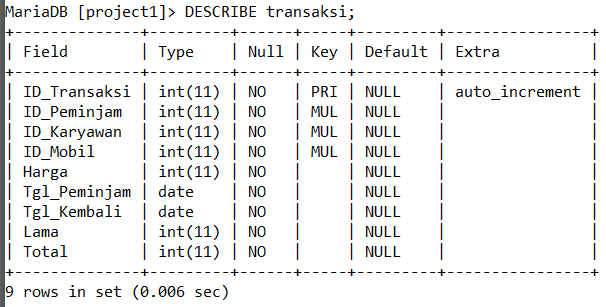 MariaDB [project1]> DESCRIBE transaksi;
+--------------+---------+------+-----+---------+----------------+
| Field        | Type    | Null | Key | Default | Extra          |
+--------------+---------+------+-----+---------+----------------+
| ID_Transaksi | int(11) | NO   | PRI | NULL    | auto_increment |
| ID_Peminjam  | int(11) | NO   | MUL | NULL    |                |
| ID_Karyawan  | int(11) | NO   | MUL | NULL    |                |
| ID_Mobil     | int(11) | NO   | MUL | NULL    |                |
| Harga        | int(11) | NO   |     | NULL    |                |
| Tgl_Peminjam | date    | NO   |     | NULL    |                |
| Tgl_Kembali  | date    | NO   |     | NULL    |                |
| Lama         | int(11) | NO   |     | NULL    |                |
| Total        | int(11) | NO   |     | NULL    |                |
+--------------+---------+------+-----+---------+----------------+
9 rows in set (0.006 sec)